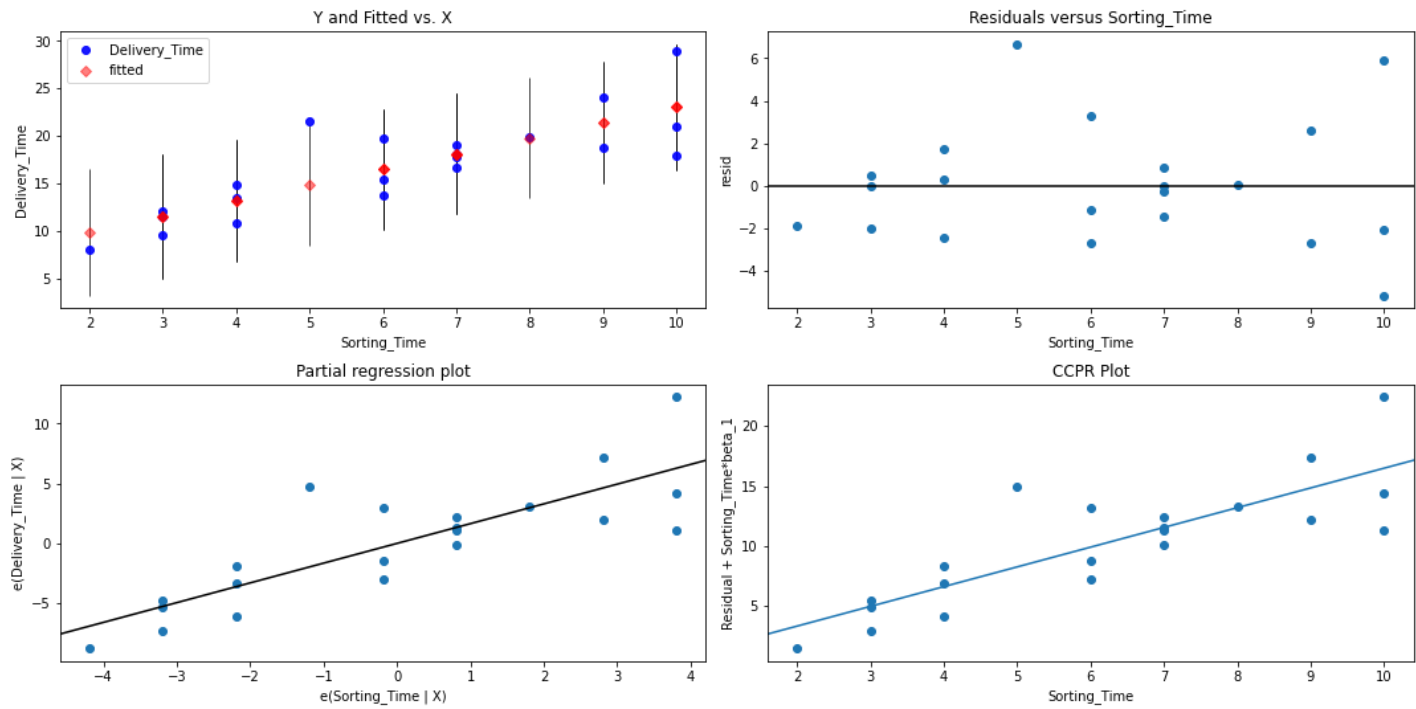 Y and Fitted vs. X
Delivery_Time
fitted
Delivery_Time
30
25
20
15
10
5
2 3 4 5 6 7 8 9 10
Sorting_Time
Residuals versus Sorting_Time
resid
6
4
2
0
−2
−4
2 3 4 5 6 7 8 9 10
Sorting_Time
Partial regression plot
e(Delivery_Time | X)
10
5
0
−5
−4 −3 −2 −1 0 1 2 3 4
e(Sorting_Time | X)
CCPR Plot
Residual + Sorting_Time*beta_1
20
15
10
5
2 3 4 5 6 7 8 9 10
Sorting_Time